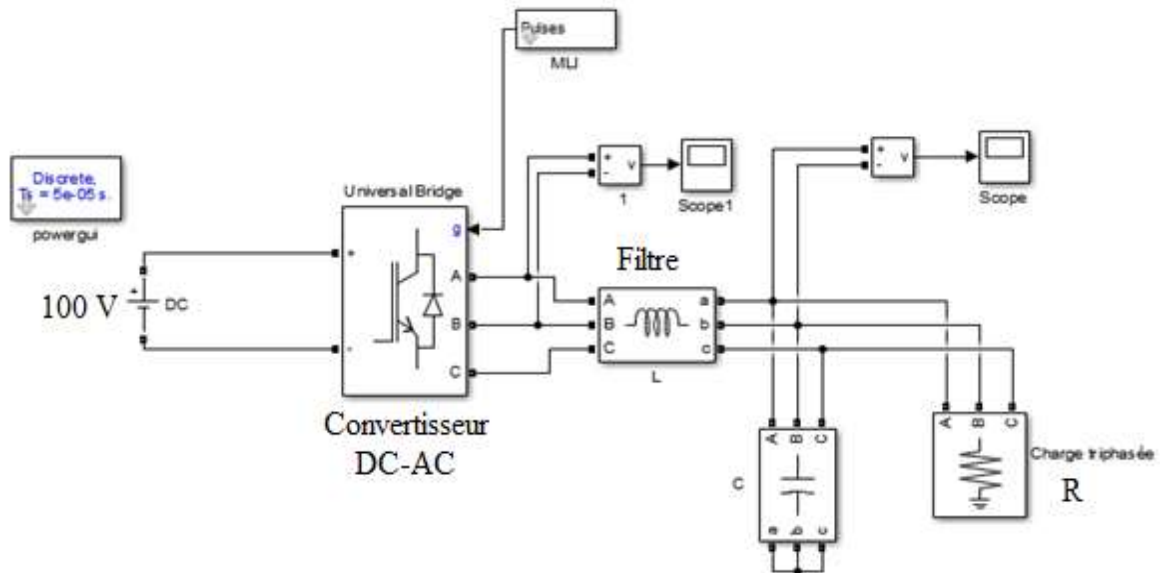 Pulses
MLI
Discrete,
Ts = 5e-05 s.
powergui
Universal Bridge
g
+
-
A
B
C
100 V
+
DC
Convertisseur
DC-AC
+
-
v
1
Scope1
+
-
v
Scope
Filtre
A
B
C
a
b
c
L
A
B
C
a
b
c
C
A
B
C
Charge triphasée
R